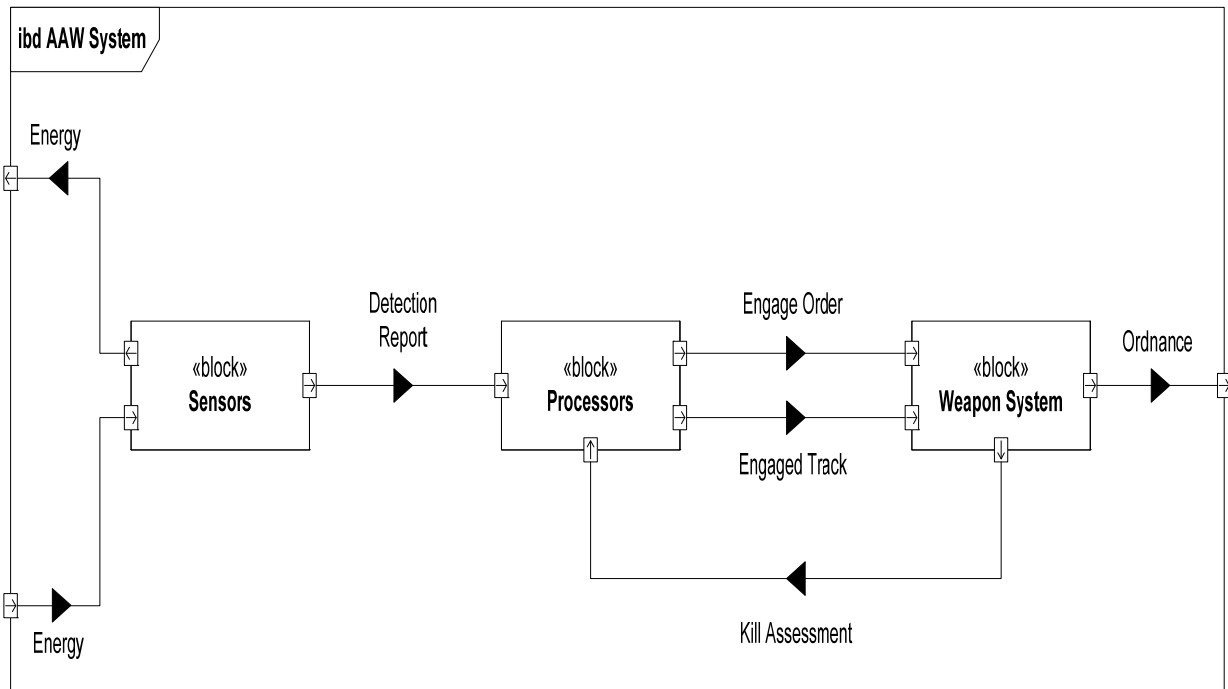 ibd AAW System
Energy
Detection
Report
Engage Order
Ordnance
«block»
Sensors
«block»
Processors
«block»
Weapon System
Engaged Track
Energy
Kill Assessment